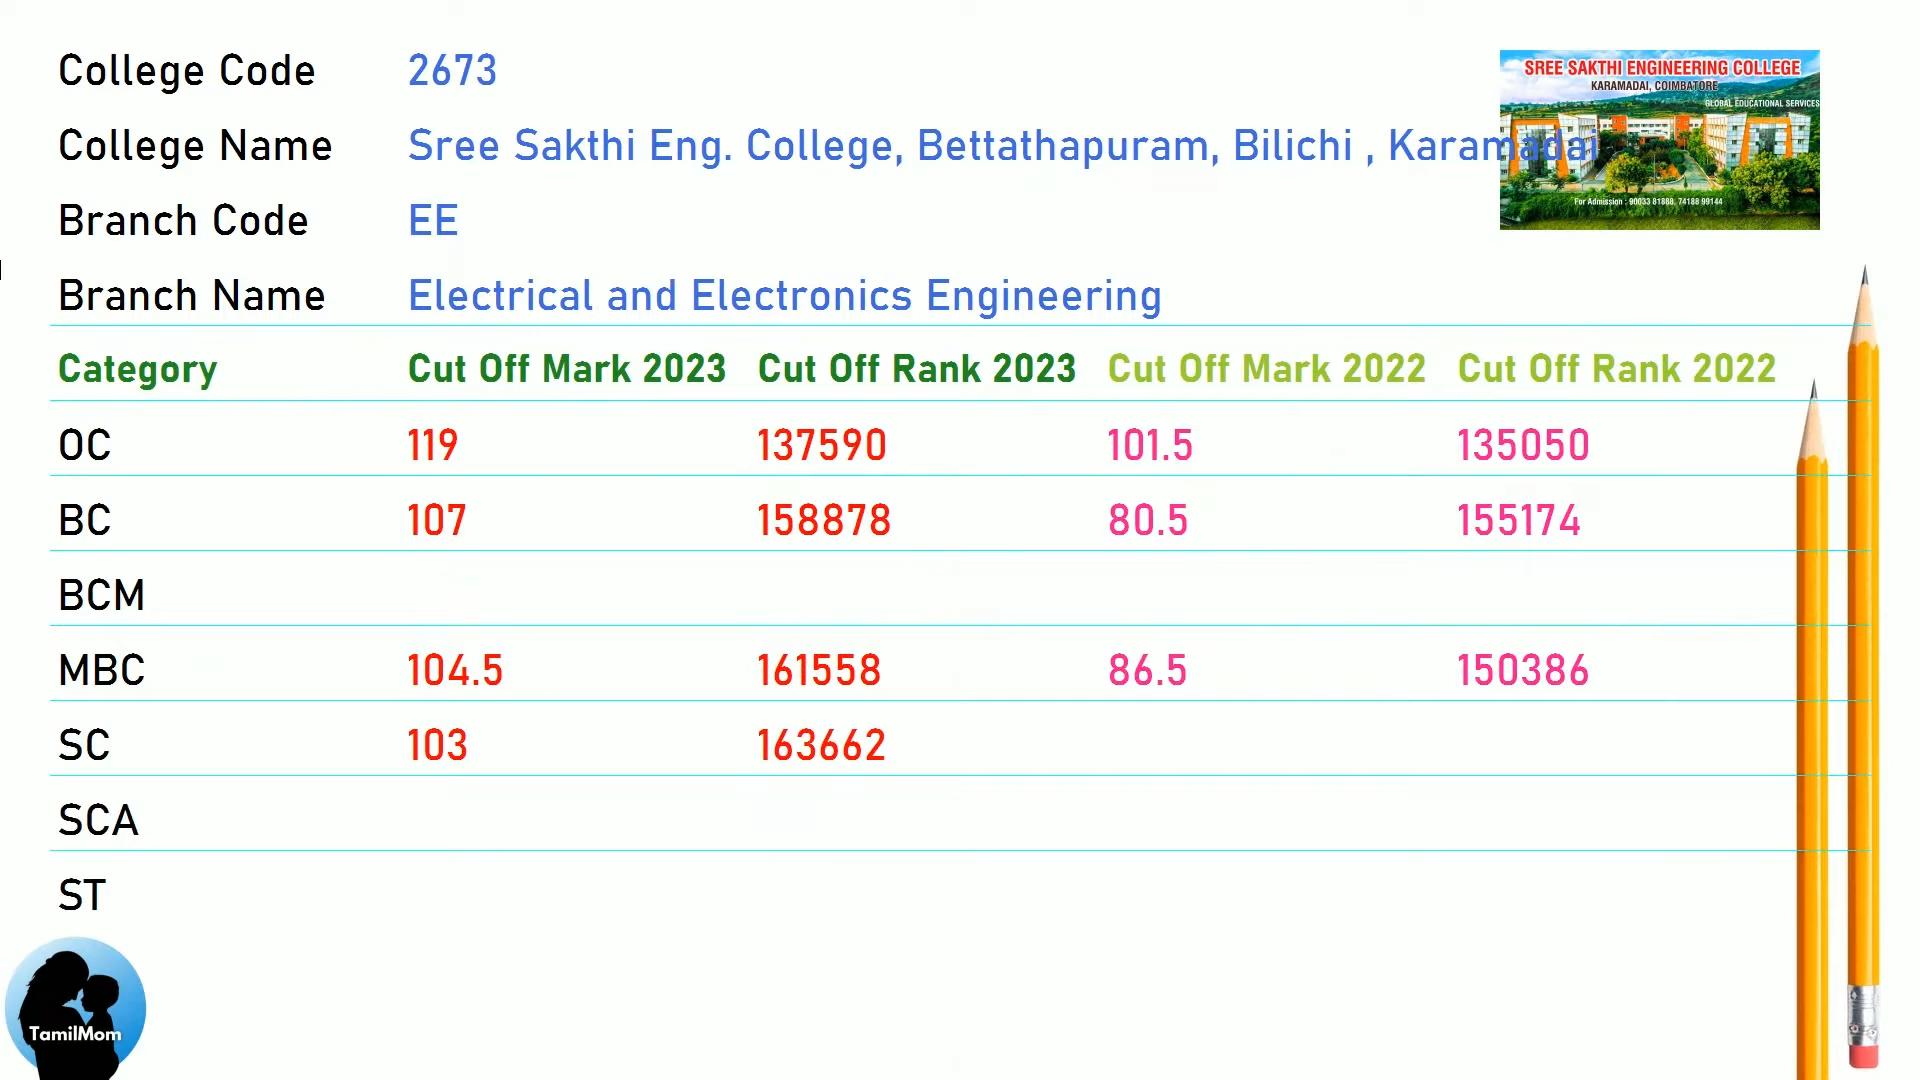 College Code 2673
College Name Sree Sakthi Eng. College, Bettathapuram, Bilichi , Karamadai
Branch Code EE
Branch Name Electrical and Electronics Engineering
SREE SAKTHI ENGINEERING COLLEGE
KARAMADAI, COIMBATORE
GLOBAL EDUCATIONAL SERVICES
For Admission : 90033 81888, 74188 99144
Category Cut Off Mark 2023 Cut Off Rank 2023 Cut Off Mark 2022 Cut Off Rank 2022
OC 119 137590 101.5 135050
BC 107 158878 80.5 155174
BCM
MBC 104.5 161558 86.5 150386
SC 103 163662
SCA
ST
TamilMom